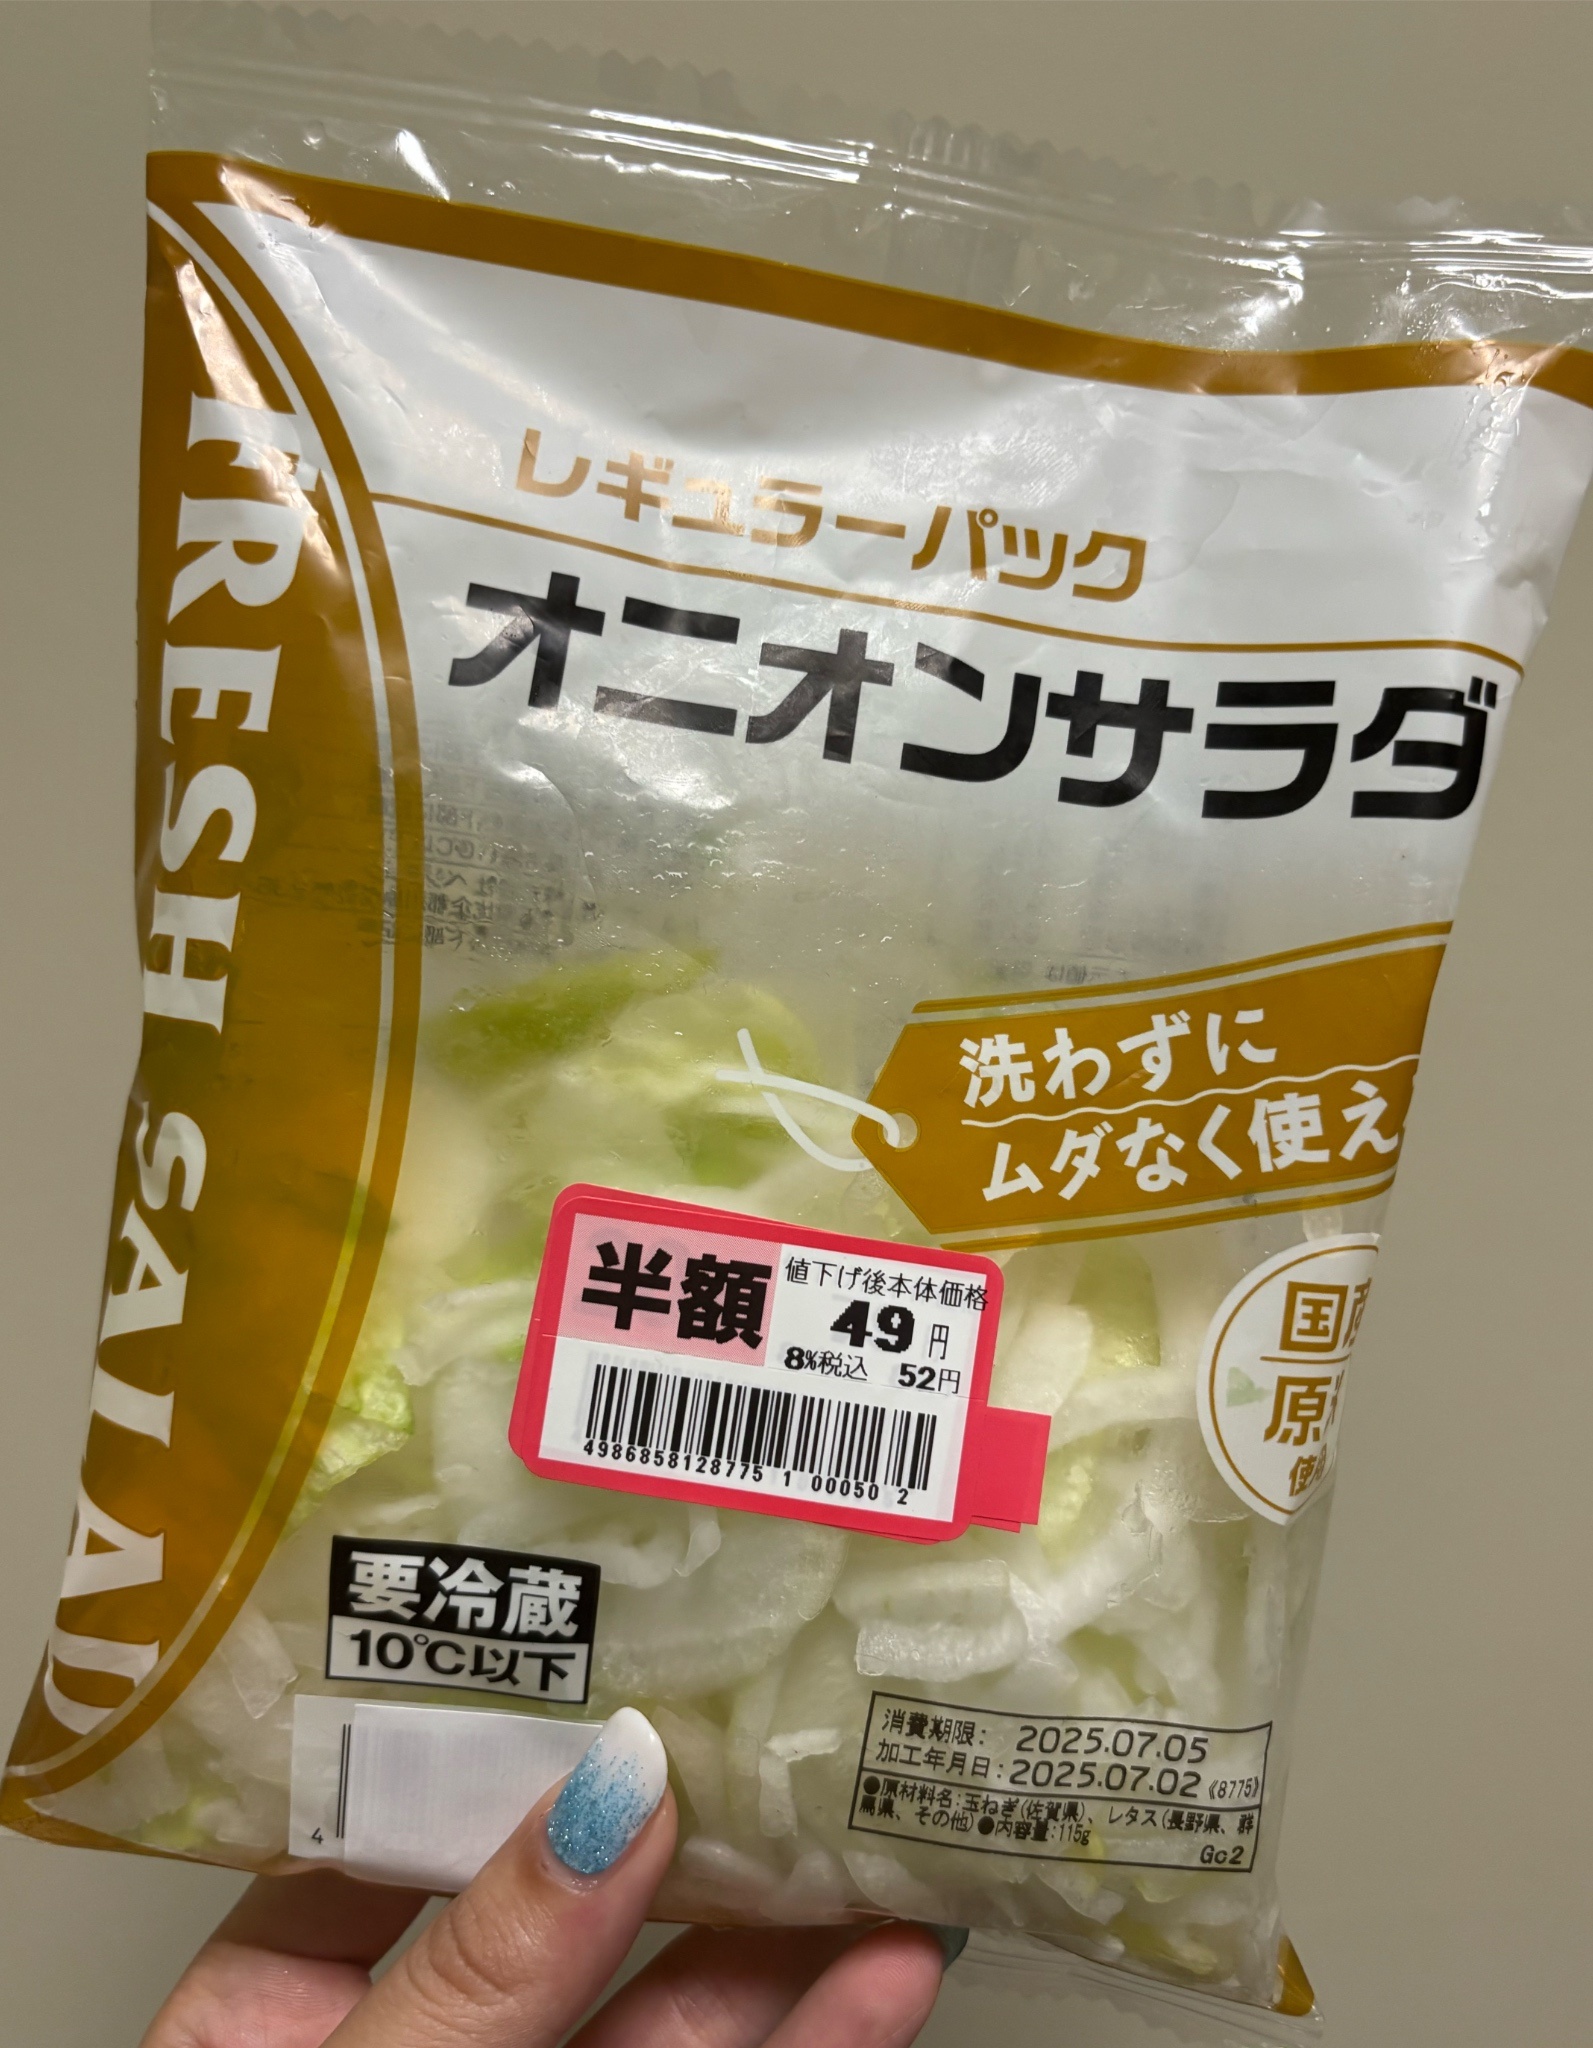 FRESH SALAD
レギュラーパック
オニオンサラダ
洗わずに
ムダなく使え
国産
原料
使用
半額
値下げ後本体価格
49円
8%税込 52円
4986858128775 1 00050 2
要冷蔵
10℃以下
4
消費期限: 2025.07.05
加工年月日:2025.07.02《8775》
●原材料名:玉ねぎ(佐賀県)、レタス(長野県、群
馬県、その他)●内容量:115g
Gc2